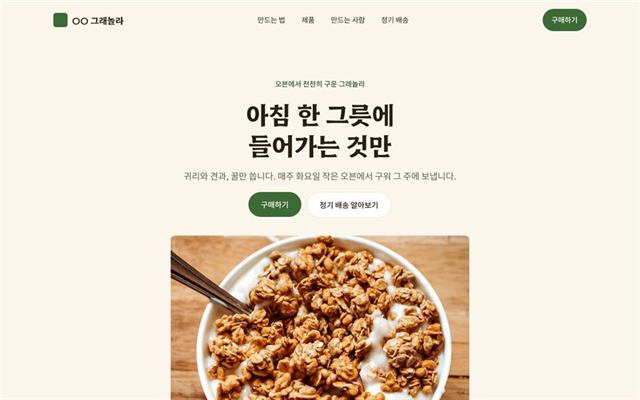 ○○ 그래놀라
만드는 법 제품 만드는 사람 정기 배송
구매하기
오븐에서 천천히 구운 그래놀라
아침 한 그릇에
들어가는 것만
귀리와 견과, 꿀만 씁니다. 매주 화요일 작은 오븐에서 구워 그 주에 보냅니다.
구매하기 정기 배송 알아보기